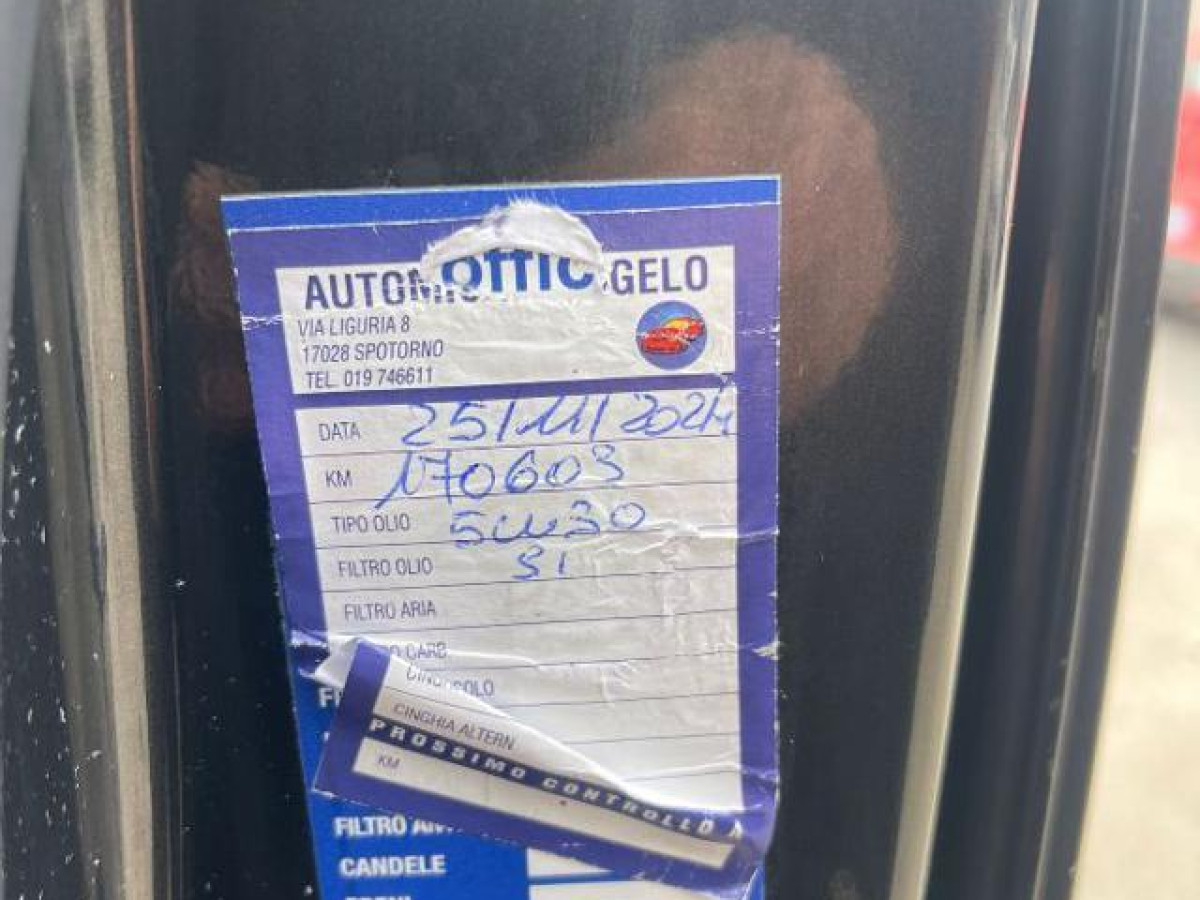 offic
GELO
VIA LIGURIA 8
17028 SPOTORNO
TEL. 019 746611
DATA 25/11/2024
KM 170603
TIPO OLIO 5W30
FILTRO OLIO SI
FILTRO ARIA
CARB
CINGHIA ALTERN.
PROSSIMO CONTROLLO A
KM
FILTRO
CANDELE